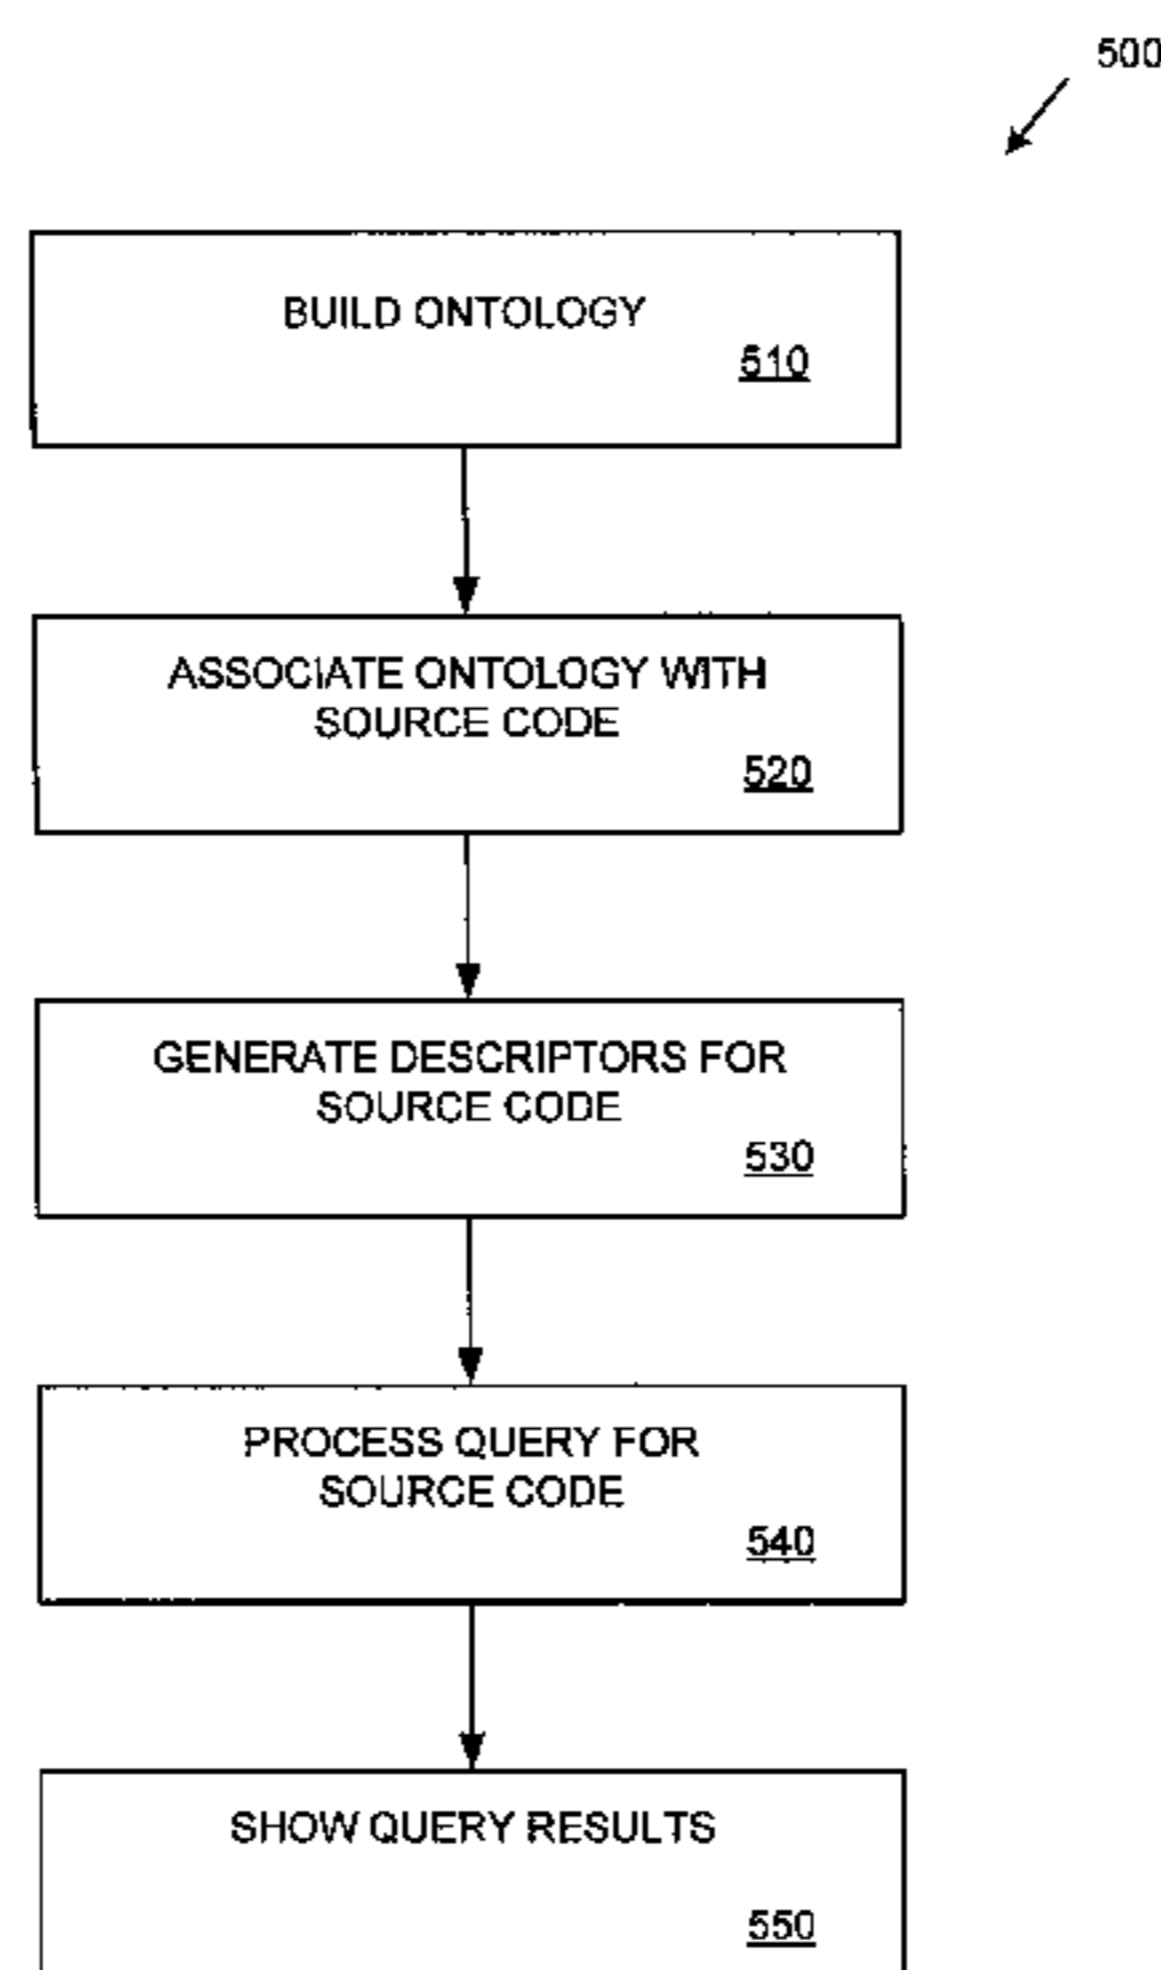 500
BUILD ONTOLOGY
510
ASSOCIATE ONTOLOGY WITH
SOURCE CODE
520
GENERATE DESCRIPTORS FOR
SOURCE CODE
530
PROCESS QUERY FOR
SOURCE CODE
540
SHOW QUERY RESULTS
550